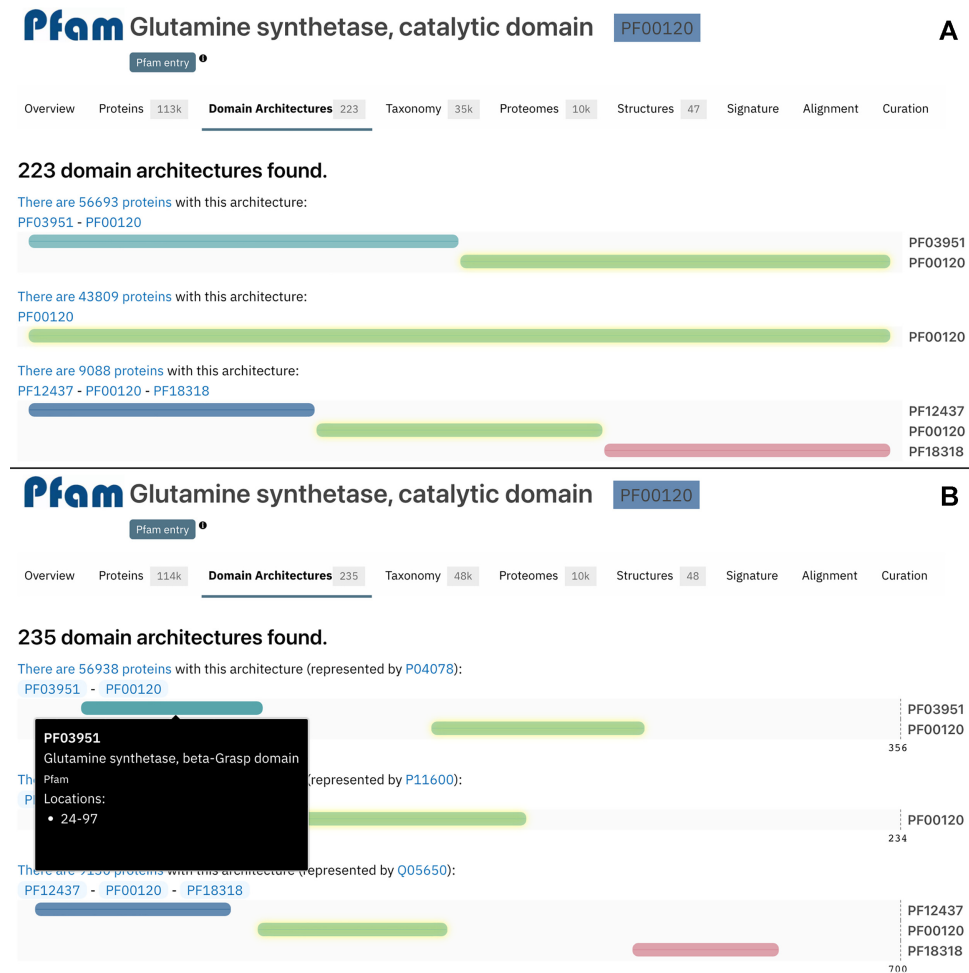 Pfam Glutamine synthetase, catalytic domain PF00120 A
Pfam entry
Overview Proteins 113k Domain Architectures 223 Taxonomy 35k Proteomes 10k Structures 47 Signature Alignment Curation
223 domain architectures found.
There are 56693 proteins with this architecture:
PF03951 - PF00120
PF03951
PF00120
There are 43809 proteins with this architecture:
PF00120
PF00120
There are 9088 proteins with this architecture:
PF12437 - PF00120 - PF18318
PF12437
PF00120
PF18318
Pfam Glutamine synthetase, catalytic domain PF00120 B
Pfam entry
Overview Proteins 114k Domain Architectures 235 Taxonomy 48k Proteomes 10k Structures 48 Signature Alignment Curation
235 domain architectures found.
There are 56938 proteins with this architecture (represented by P04078):
PF03951 - PF00120
PF03951
PF00120
356
PF03951
Glutamine synthetase, beta-Grasp domain
Pfam
Locations:
• 24-97
(represented by P11600):
PF00120
234
with this architecture (represented by Q05650):
PF12437 - PF00120 - PF18318
PF12437
PF00120
PF18318
700